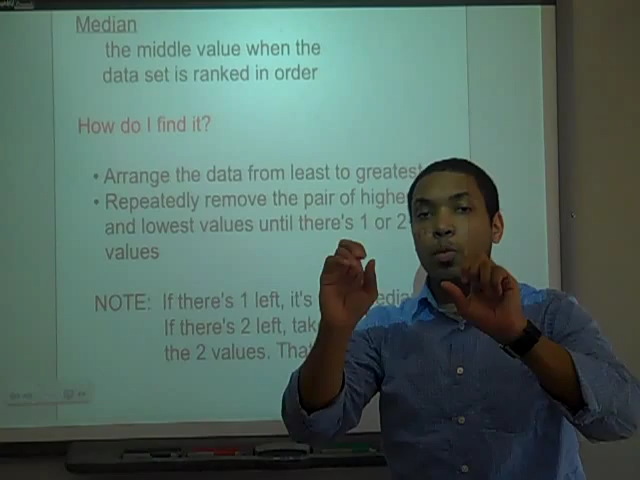 Median
the middle value when the
data set is ranked in order
How do I find it?
• Arrange the data from least to greatest
• Repeatedly remove the pair of highe
and lowest values until there's 1 or 2
values
NOTE: If there's 1 left, it's media
If there's 2 left, tak
the 2 values. Tha